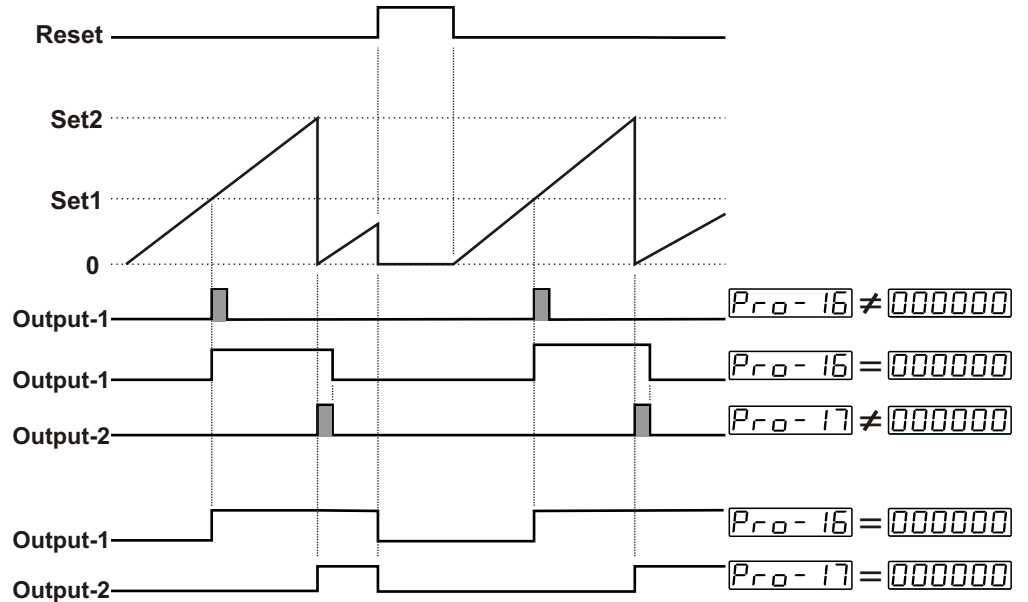 Reset
Set2
Set1
0
Output-1 Pro-16 ≠ 000000
Output-1 Pro-16 = 000000
Output-2 Pro-17 ≠ 000000
Output-1 Pro-16 = 000000
Output-2 Pro-17 = 000000